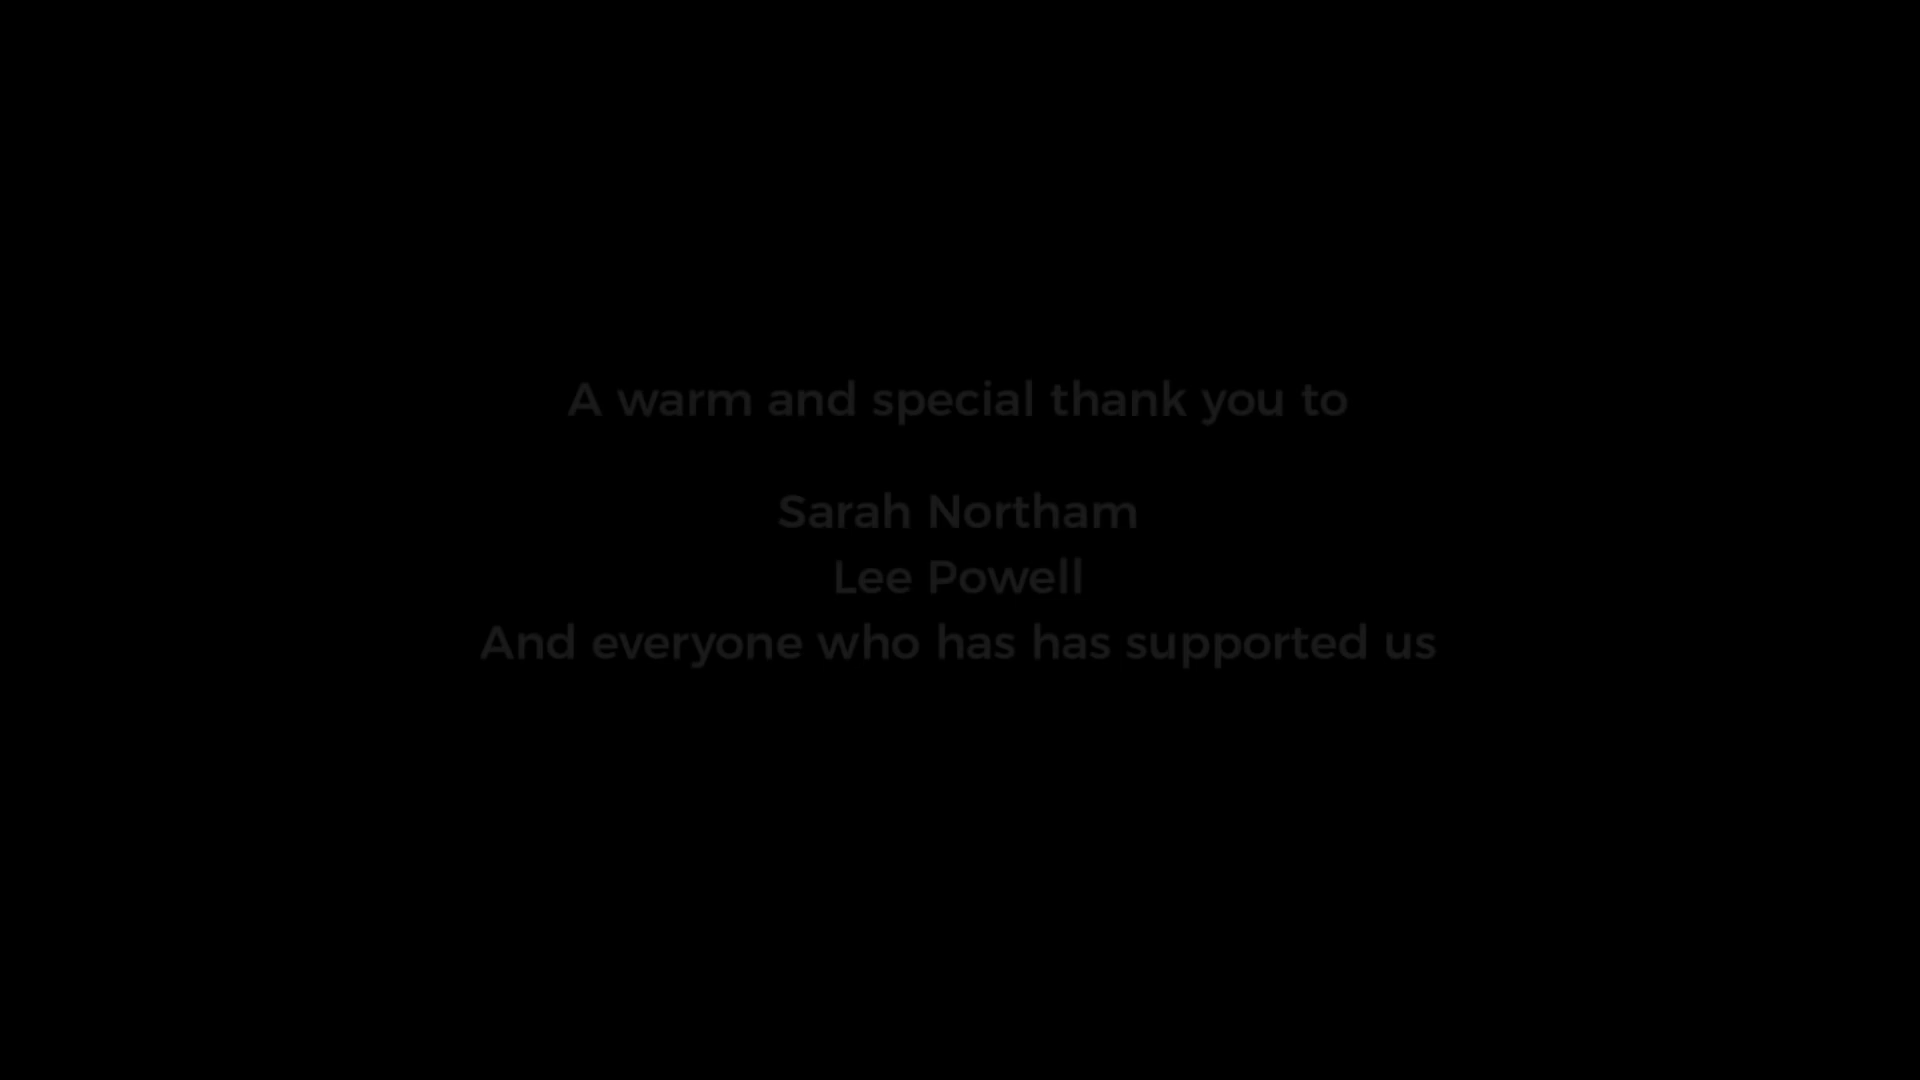 A warm and special thank you to
Sarah Northam
Lee Powell
And everyone who has has supported us